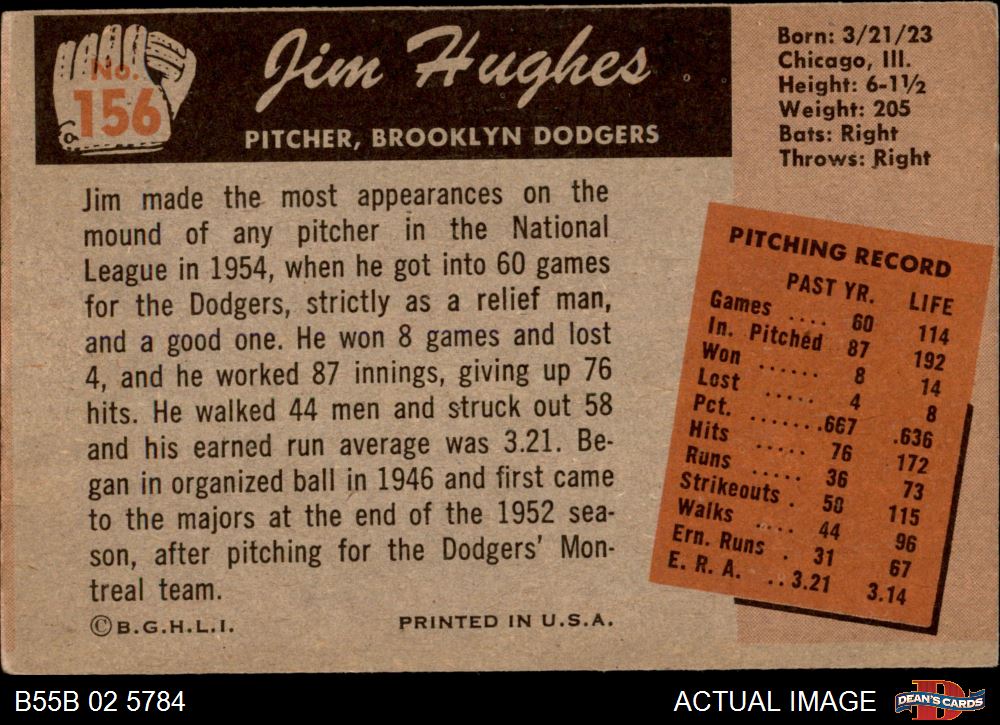 No.
156
Jim Hughes
PITCHER, BROOKLYN DODGERS
Born: 3/21/23
Chicago, Ill.
Height: 6-1½
Weight: 205
Bats: Right
Throws: Right
Jim made the most appearances on the
mound of any pitcher in the National
League in 1954, when he got into 60 games
for the Dodgers, strictly as a relief man,
and a good one. He won 8 games and lost
4, and he worked 87 innings, giving up 76
hits. He walked 44 men and struck out 58
and his earned run average was 3.21. Be-
gan in organized ball in 1946 and first came
to the majors at the end of the 1952 sea-
son, after pitching for the Dodgers' Mon-
treal team.
©B.G.H.L.I. PRINTED IN U.S.A.
PITCHING RECORD
PAST YR. LIFE
Games .... 60 114
In. Pitched 87 192
Won ...... 8 14
Lost ..... 4 8
Pct. .......667 .636
Hits ..... 76 172
Runs ..... 36 73
Strikeouts . 58 115
Walks .... 44 96
Ern. Runs . 31 67
E. R. A. ..3.21 3.14
B55B 02 5784 ACTUAL IMAGE
D
DEAN'S CARDS